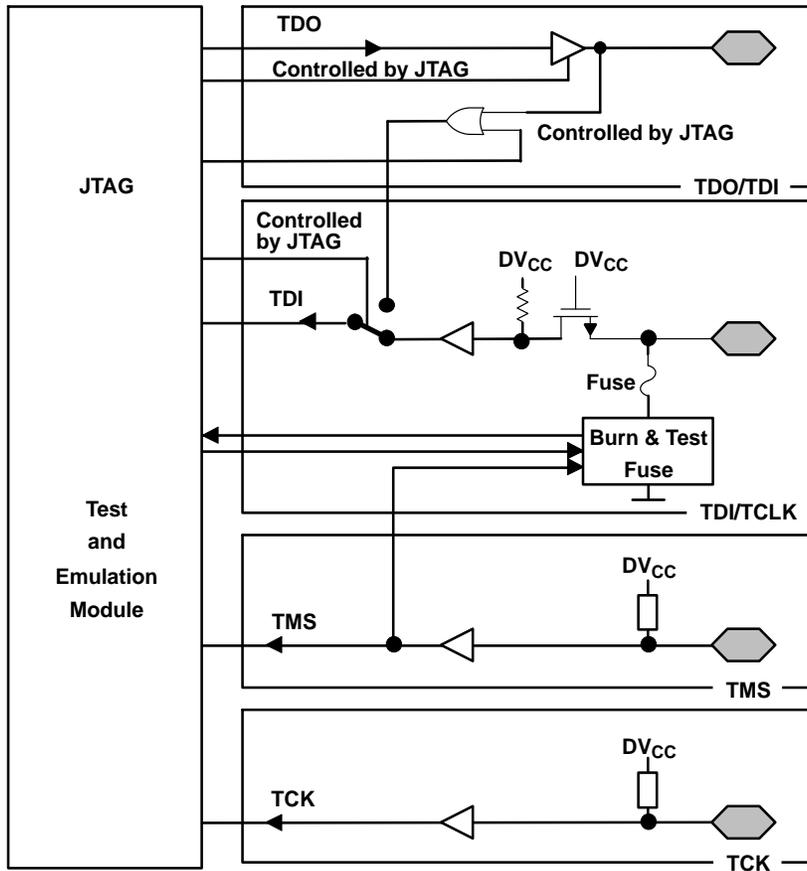 TDO
Controlled by JTAG
Controlled by JTAG
JTAG
TDO/TDI
Controlled
by JTAG
DVCC
DVCC
TDI
Fuse
Burn & Test
Fuse
TDI/TCLK
Test
and
Emulation
Module
DVCC
TMS
TMS
DVCC
TCK
TCK